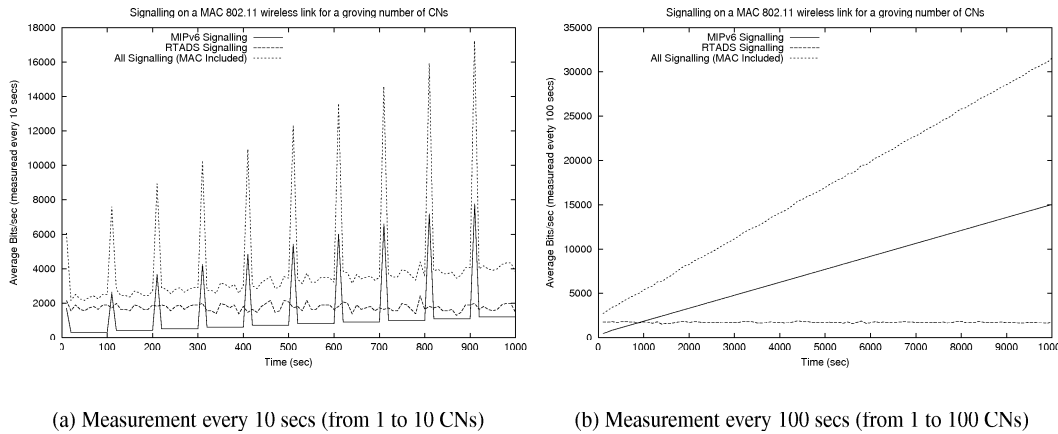 Signalling on a MAC 802.11 wireless link for a groving number of CNs
MIPv6 Signalling
RTADS Signalling
All Signalling (MAC Included)
Average Bits/sec (measuread every 10 secs)
18000
16000
14000
12000
10000
8000
6000
4000
2000
0
0 100 200 300 400 500 600 700 800 900 1000
Time (sec)
(a) Measurement every 10 secs (from 1 to 10 CNs)
Signalling on a MAC 802.11 wireless link for a groving number of CNs
MIPv6 Signalling
RTADS Signalling
All Signalling (MAC Included)
Average Bits/sec (measuread evety 100 secs)
35000
30000
25000
20000
15000
10000
5000
0
0 1000 2000 3000 4000 5000 6000 7000 8000 9000 1000
Time (sec)
(b) Measurement every 100 secs (from 1 to 100 CNs)